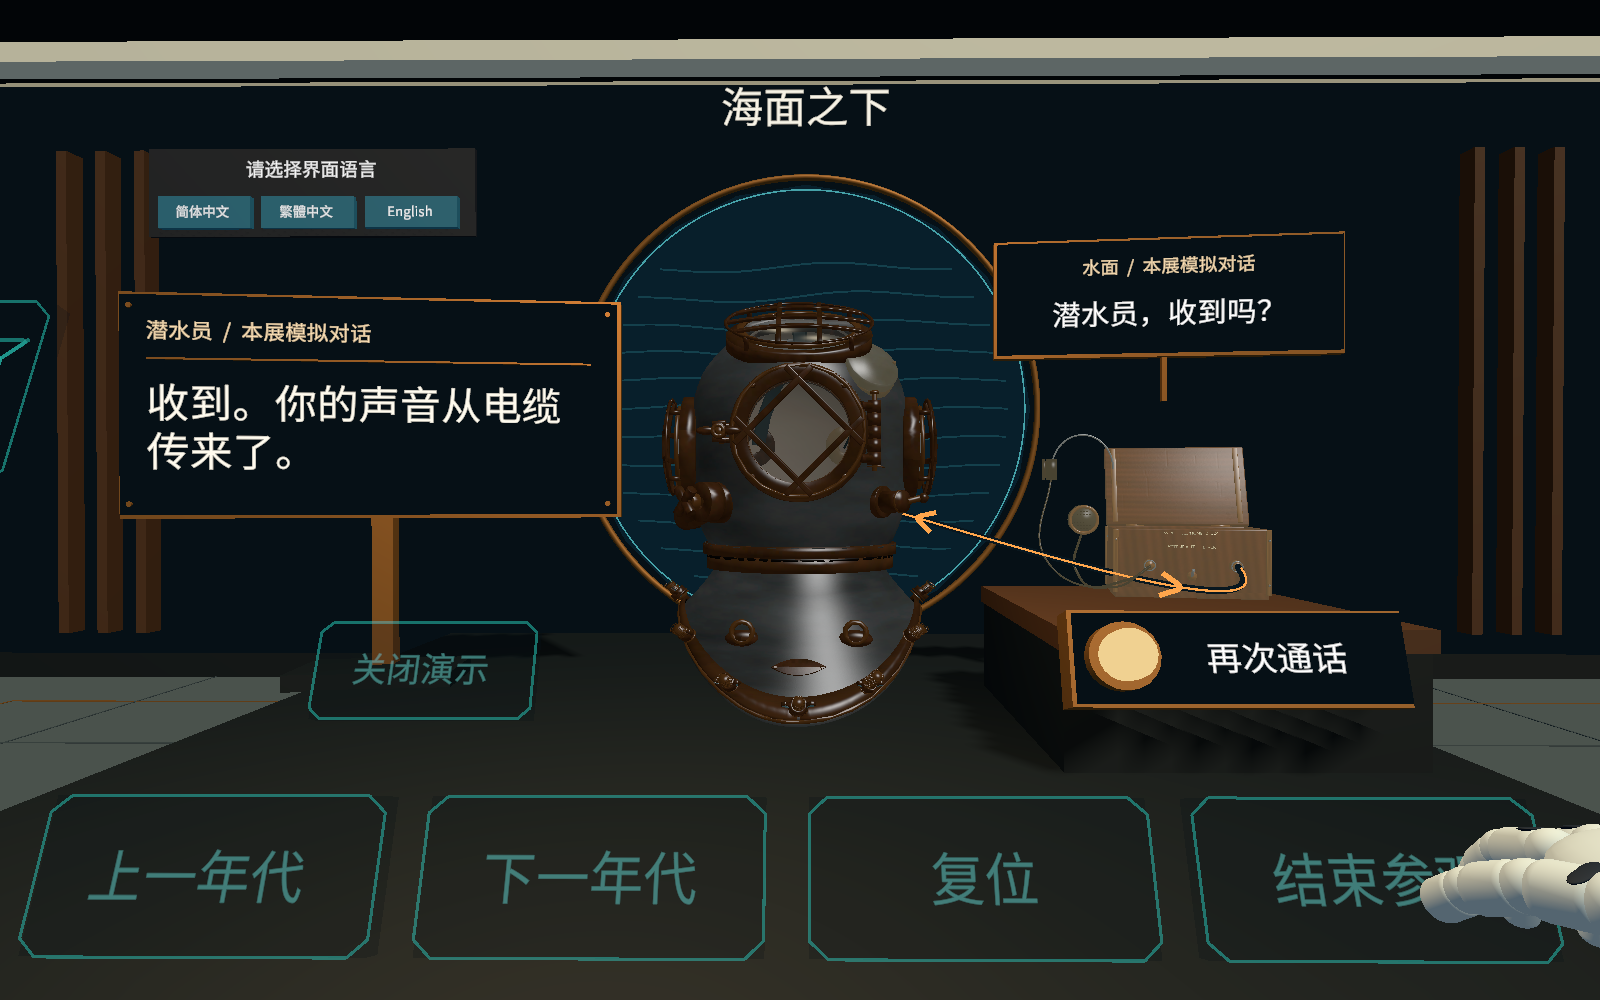 海面之下
请选择界面语言
简体中文
繁體中文
English
水面 / 本展模拟对话
潜水员，收到吗？
潜水员 / 本展模拟对话
收到。你的声音从电缆
传来了。
再次通话
关闭演示
上一年代
下一年代
复位
结束参